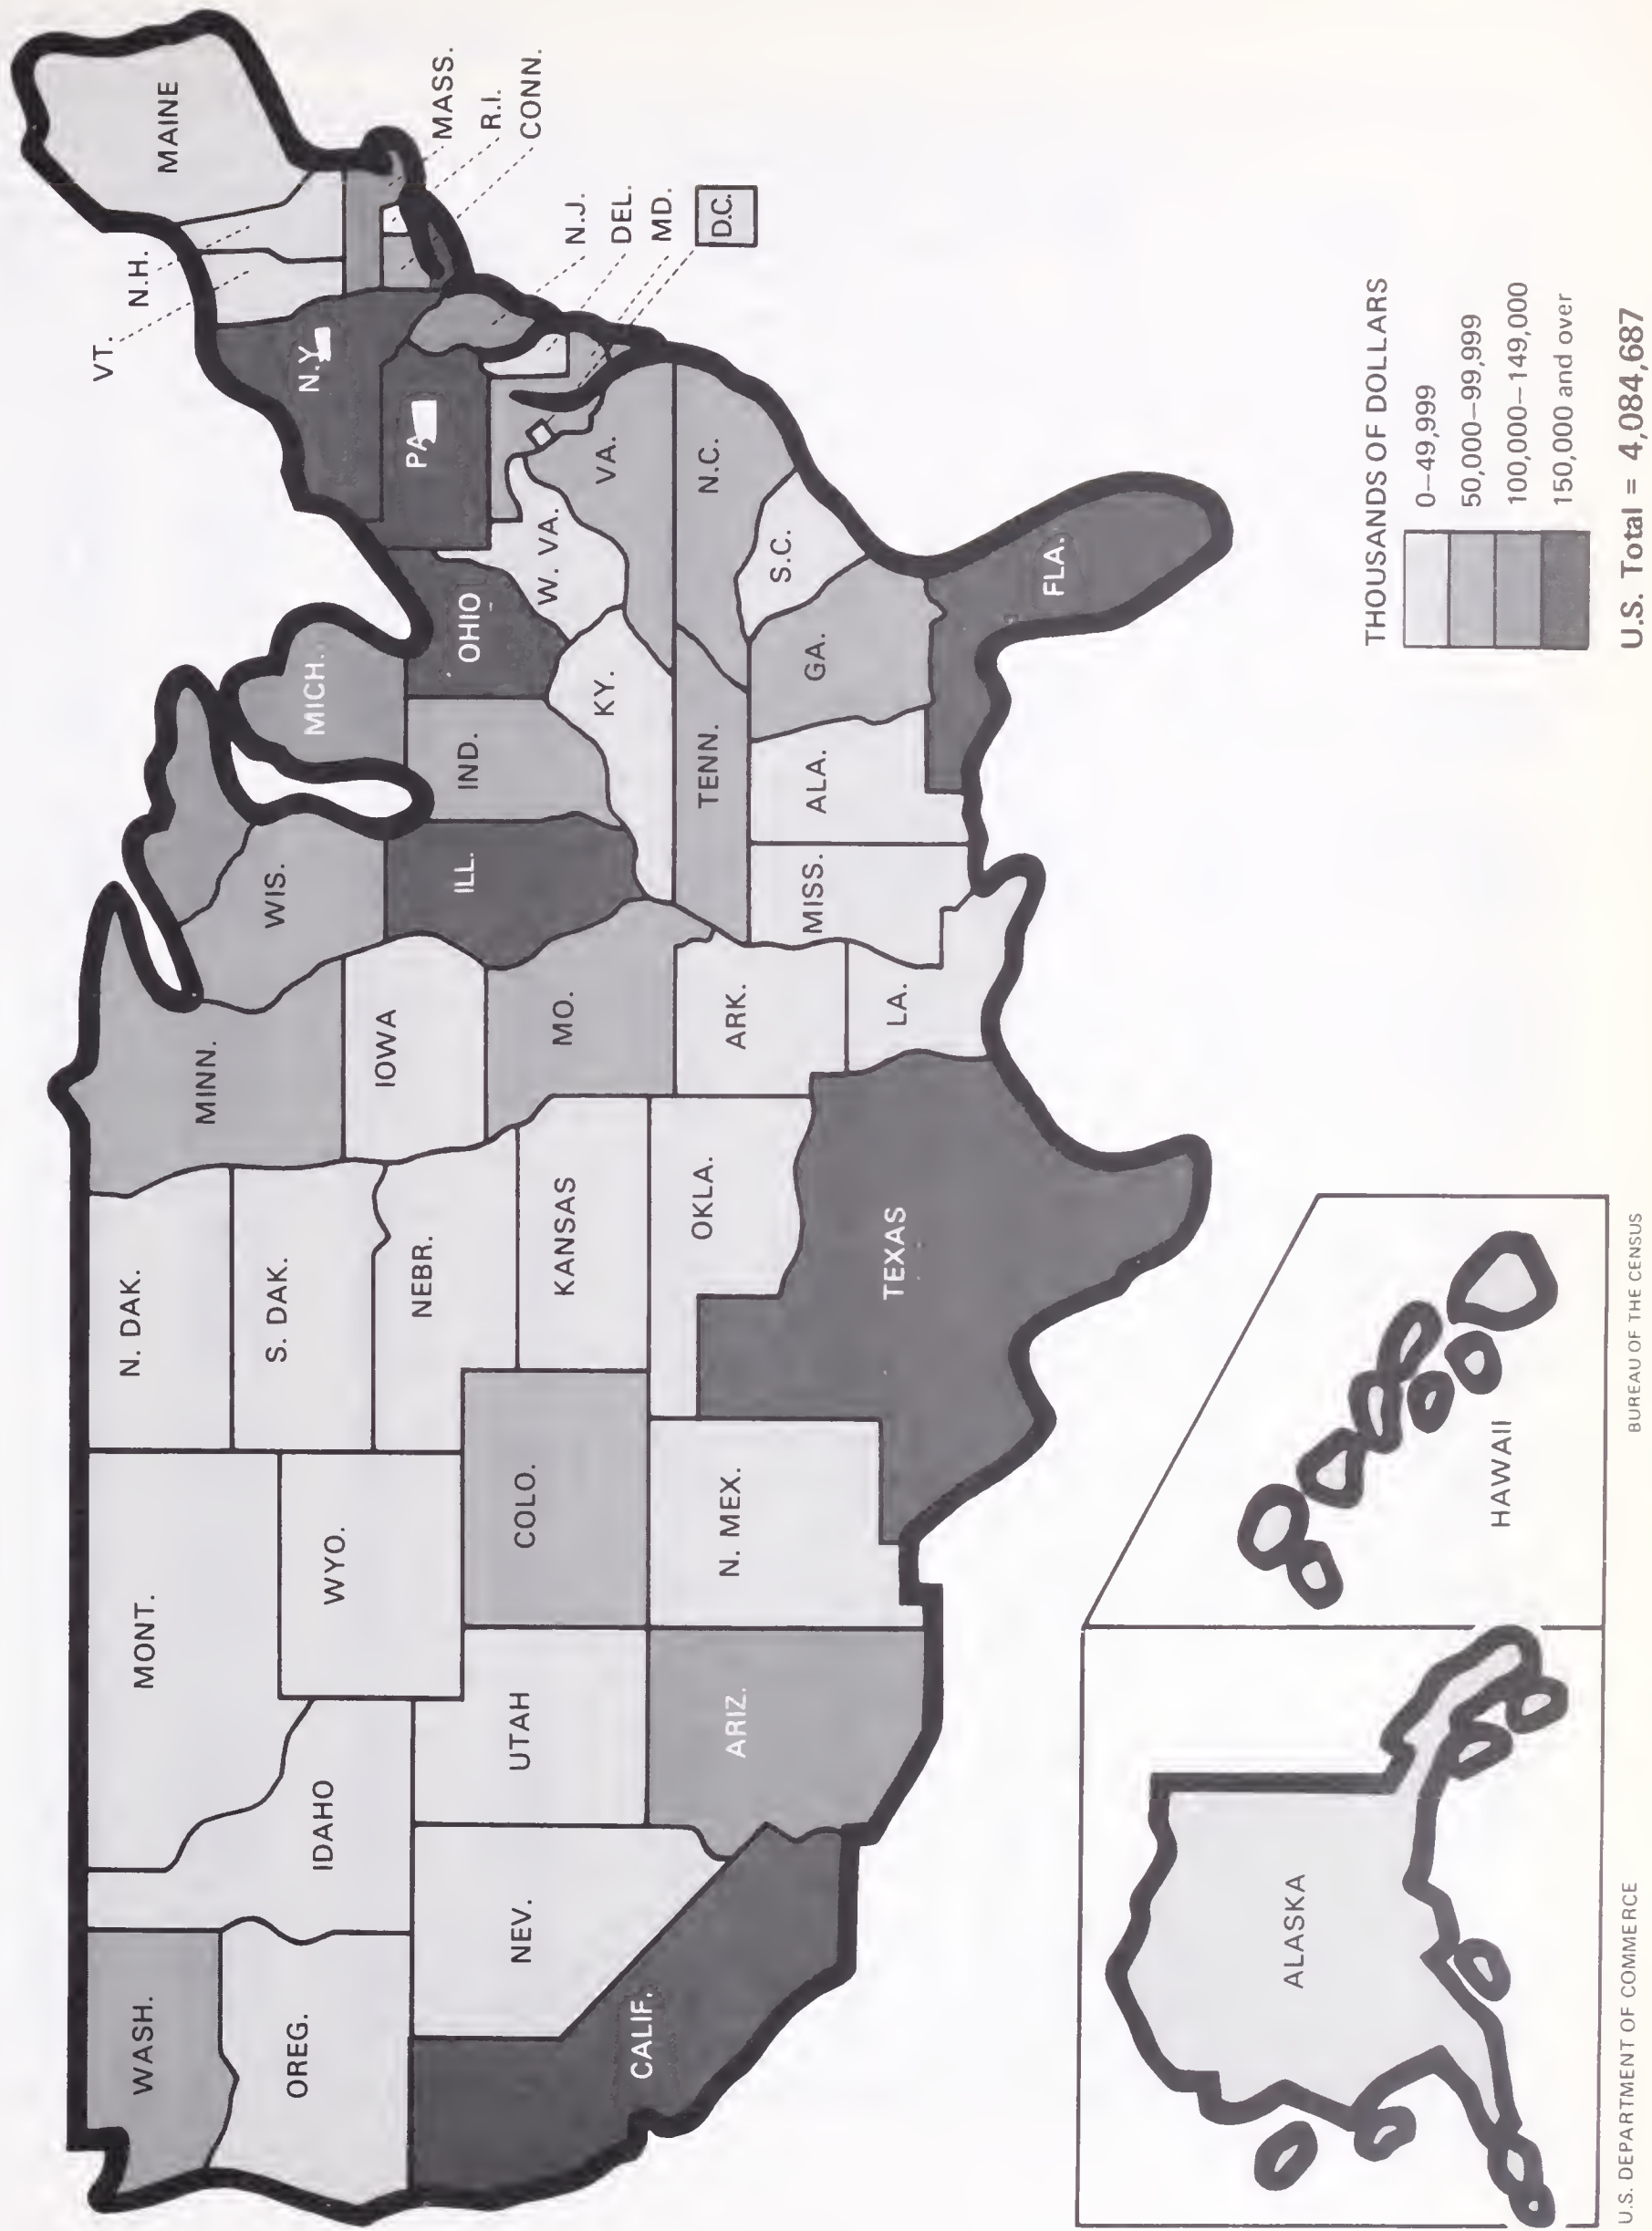 MAINE
VT.
N.H.
MASS.
R.I.
CONN.
N.J.
DEL.
MD.
D.C.
WASH.
MONT.
N. DAK.
MINN.
WIS.
MICH.
N.Y.
OREG.
IDAHO
WYO.
S. DAK.
IOWA
ILL.
IND.
OHIO
PA
NEV.
UTAH
COLO.
NEBR.
KANSAS
MO.
KY.
W. VA.
VA.
CALIF.
ARIZ.
N. MEX.
OKLA.
ARK.
TENN.
N.C.
TEXAS
LA.
MISS.
ALA.
GA.
S.C.
FLA.
ALASKA
HAWAII
THOUSANDS OF DOLLARS
0–49,999
50,000–99,999
100,000–149,000
150,000 and over
U.S. Total = 4,084,687
U.S. DEPARTMENT OF COMMERCE
BUREAU OF THE CENSUS